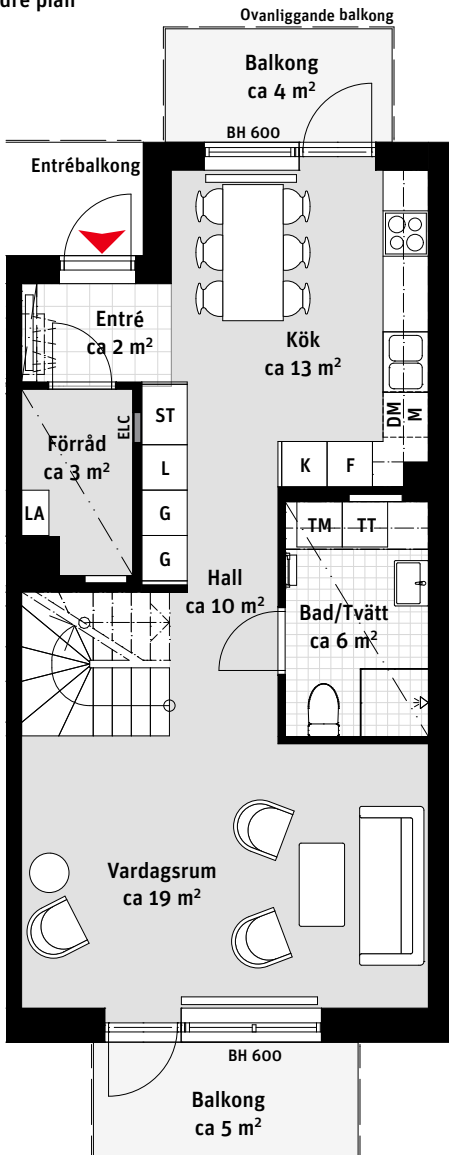 dre plan
Ovanliggande balkong
Balkong
ca 4 m²
BH 600
Entrébalkong
Entré
ca 2 m²
Kök
ca 13 m²
DM
M
ST
ELC
Förråd
ca 3 m²
L
K
F
G
LA
TM
TT
G
Hall
ca 10 m²
Bad/Tvätt
ca 6 m²
Vardagsrum
ca 19 m²
BH 600
Balkong
ca 5 m²